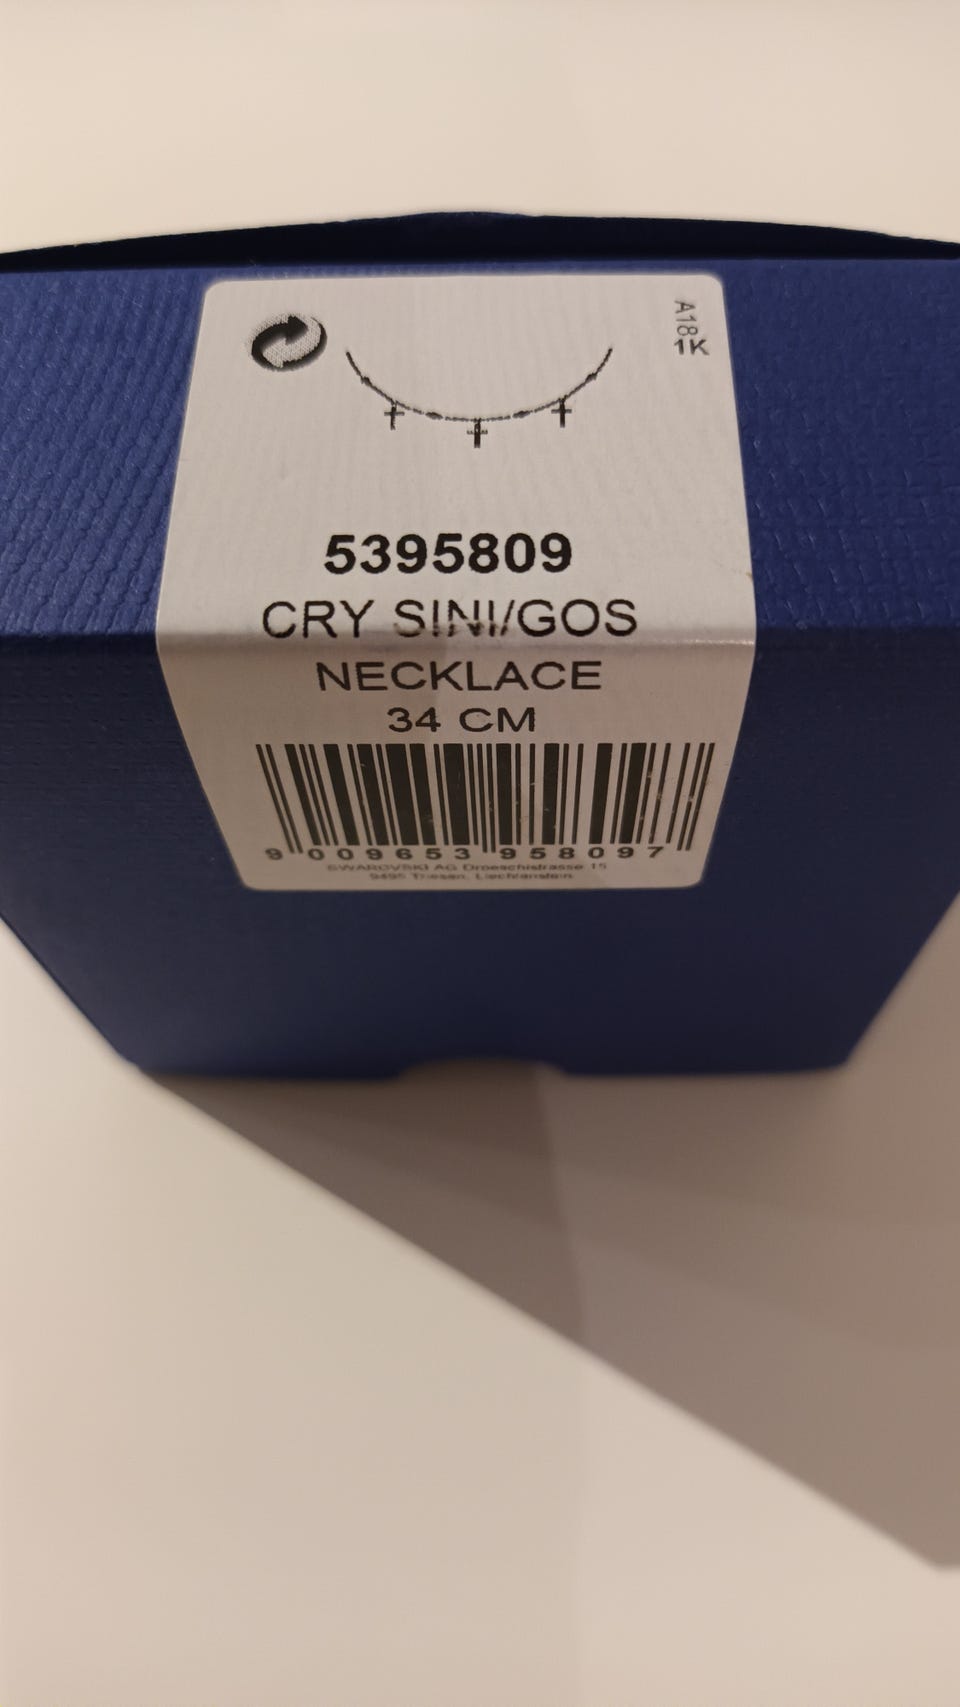 A18
1K
5395809
CRY SINI/GOS
NECKLACE
34 CM
9 009653 958097
SWAROVSKI AG Droeschistrasse 15
9495 Triesen, Liechtenstein